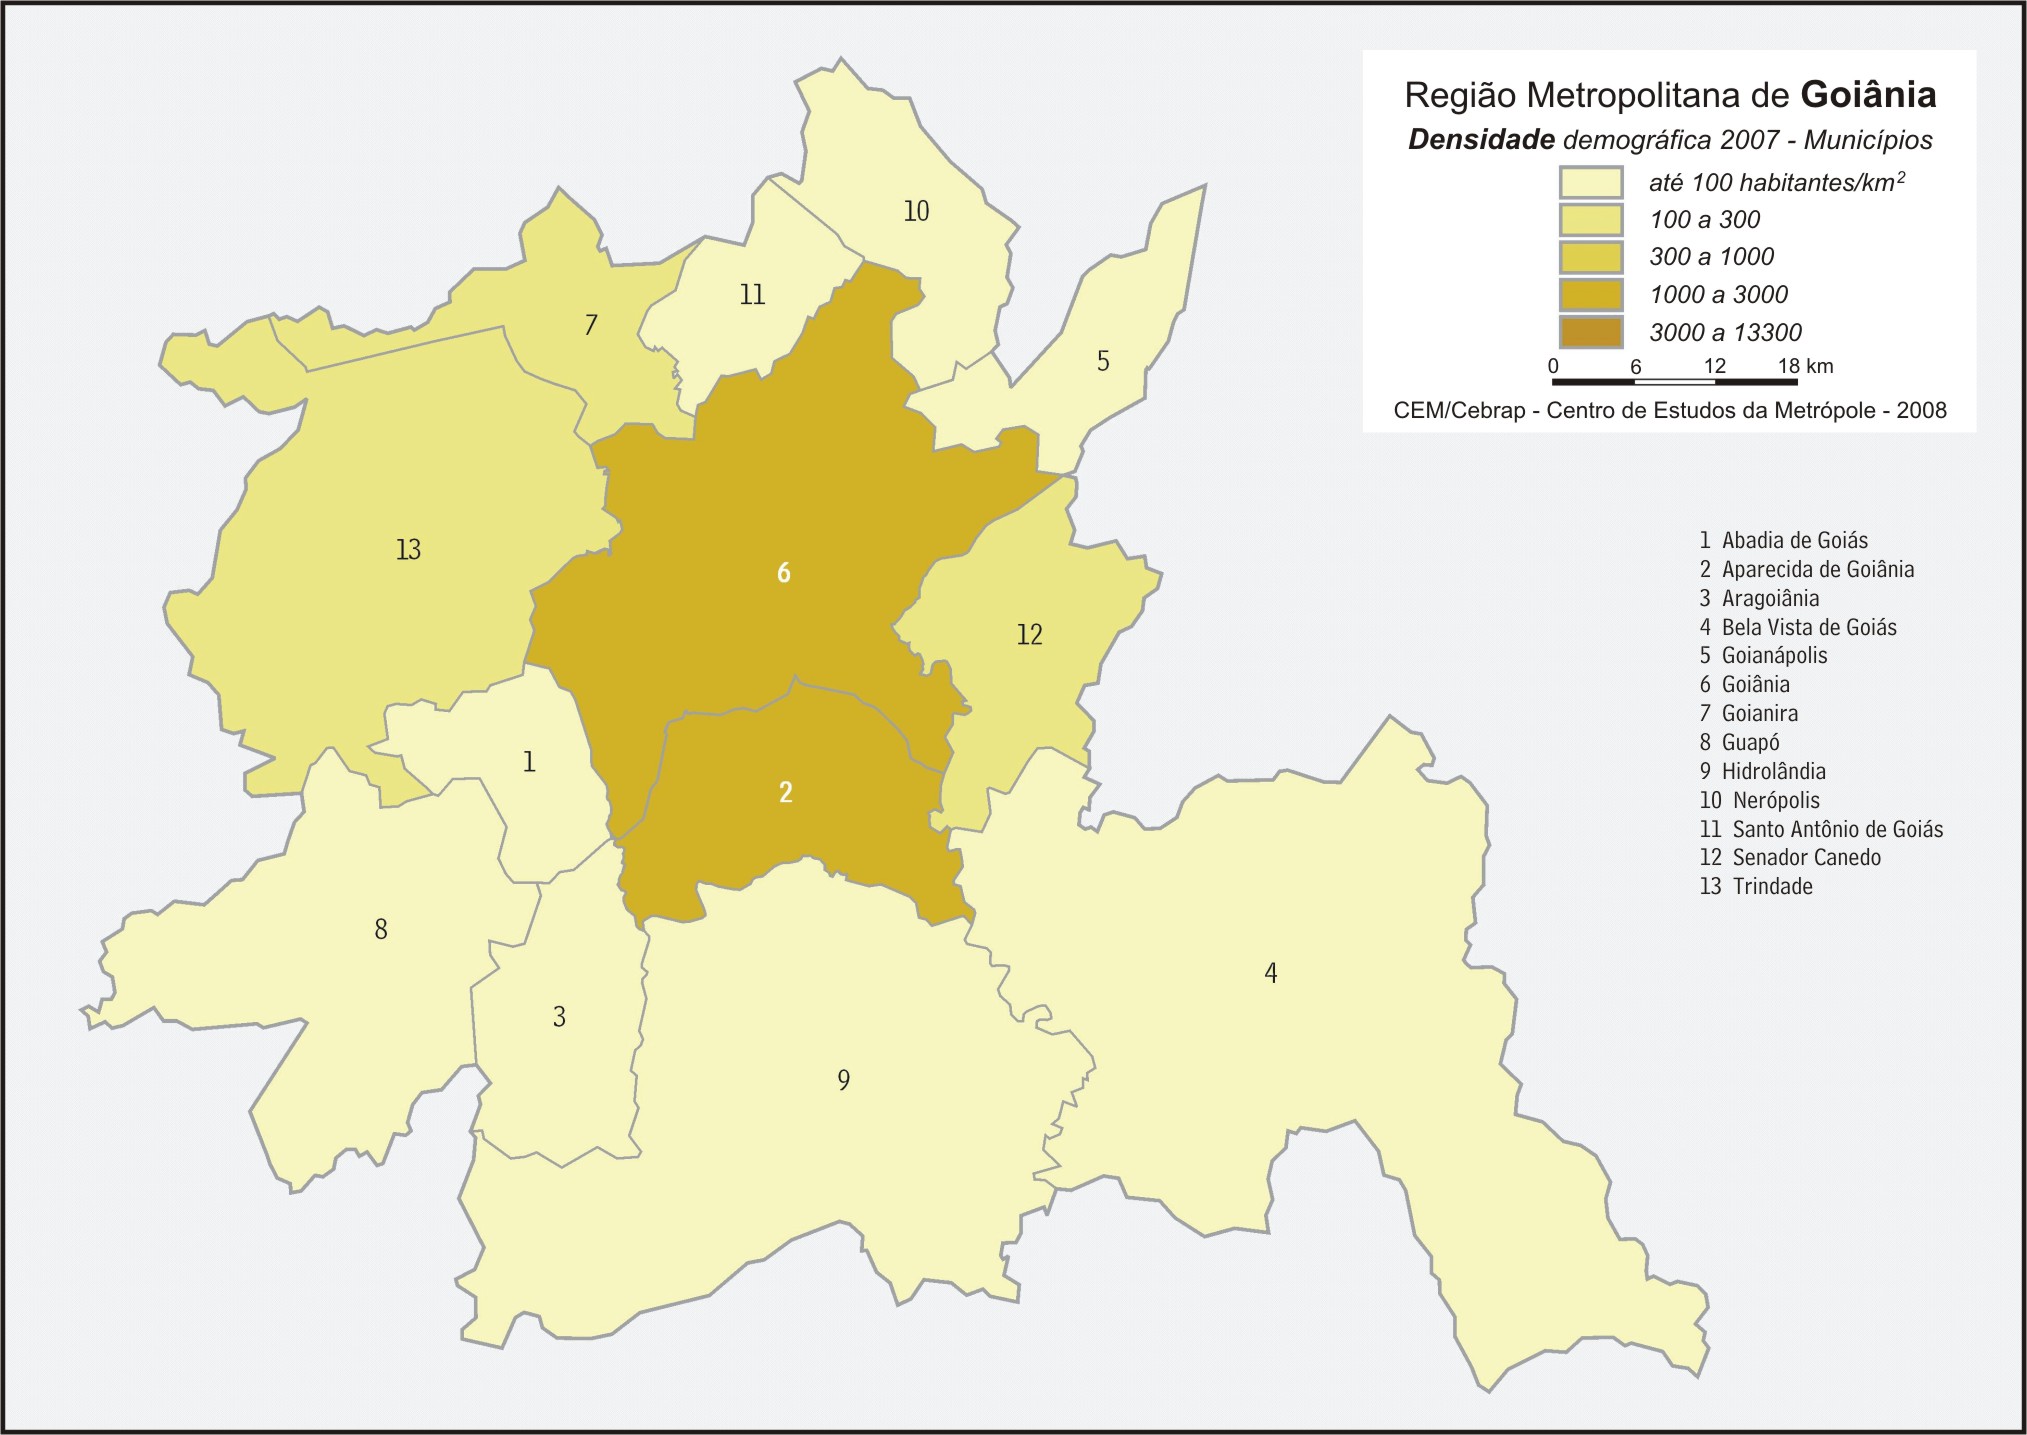 Região Metropolitana de Goiânia
Densidade demográfica 2007 - Municípios
até 100 habitantes/km²
100 a 300
300 a 1000
1000 a 3000
3000 a 13300
0 6 12 18 km
CEM/Cebrap - Centro de Estudos da Metrópole - 2008
10
11
7
5
13
6
12
1
2
8
4
3
9
1 Abadia de Goiás
2 Aparecida de Goiânia
3 Aragoiânia
4 Bela Vista de Goiás
5 Goianápolis
6 Goiânia
7 Goianira
8 Guapó
9 Hidrolândia
10 Nerópolis
11 Santo Antônio de Goiás
12 Senador Canedo
13 Trindade